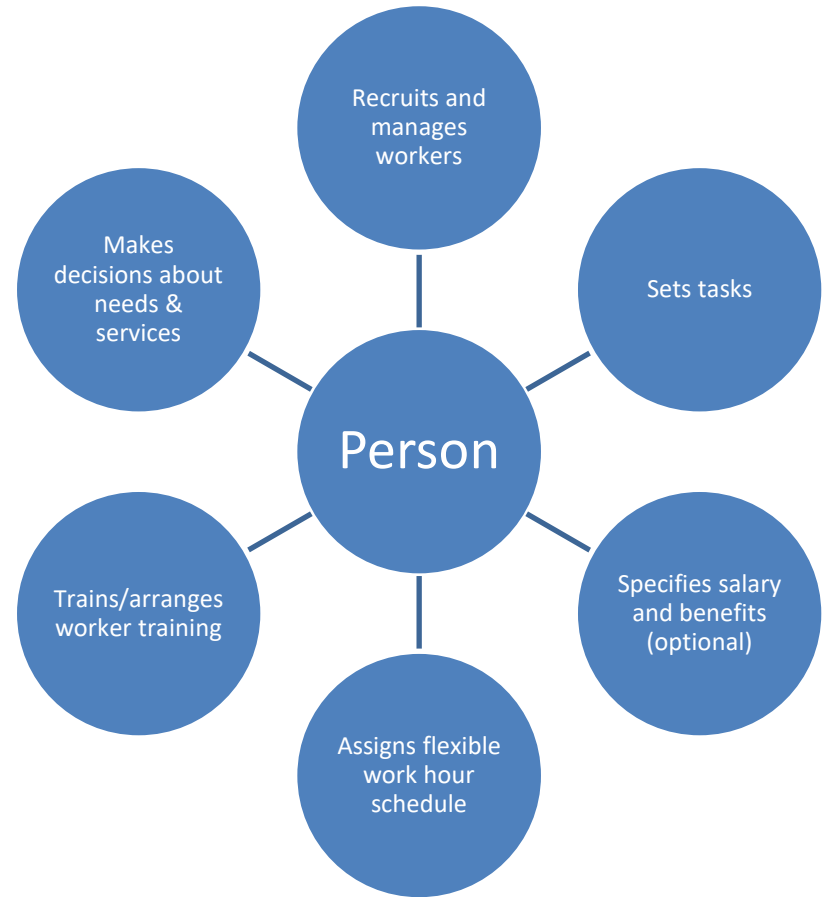 Recruits and
manages
workers
Makes
decisions about
needs &
services
Sets tasks
Person
Trains/arranges
worker training
Specifies salary
and benefits
(optional)
Assigns flexible
work hour
schedule